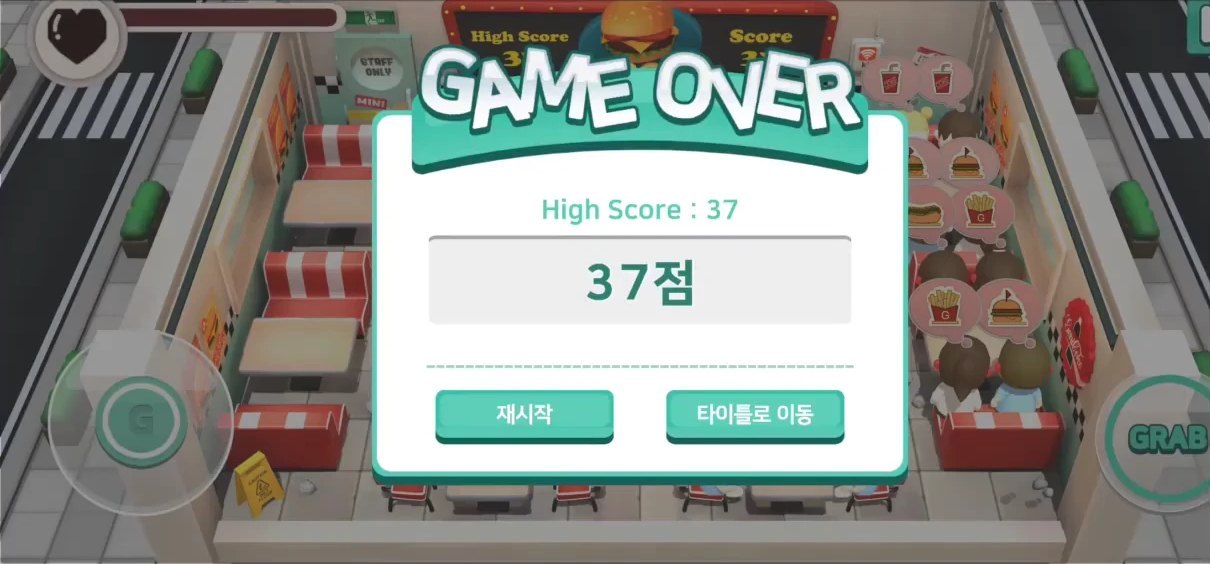 High Score
Score
STAFF
ONLY
MINI
GAME OVER
High Score : 37
37점
재시작
타이틀로 이동
G
G
G
GRAB